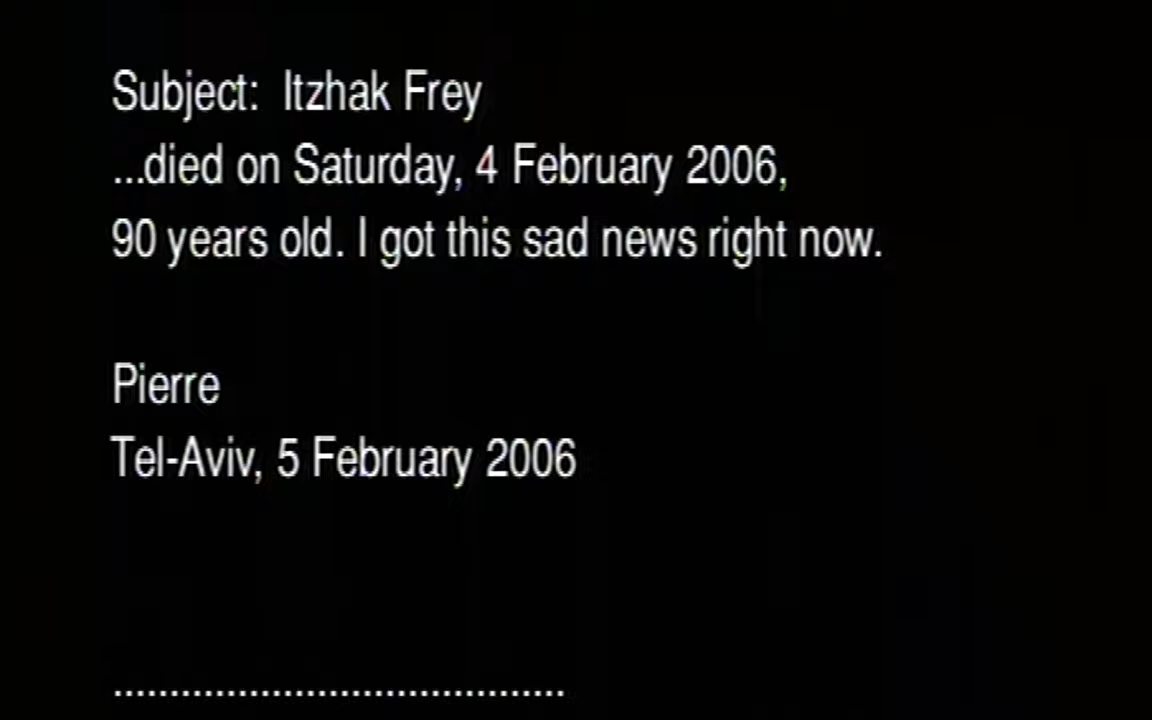 Subject:  Itzhak Frey
...died on Saturday, 4 February 2006,
90 years old. I got this sad news right now.
Pierre
Tel-Aviv, 5 February 2006
........................................